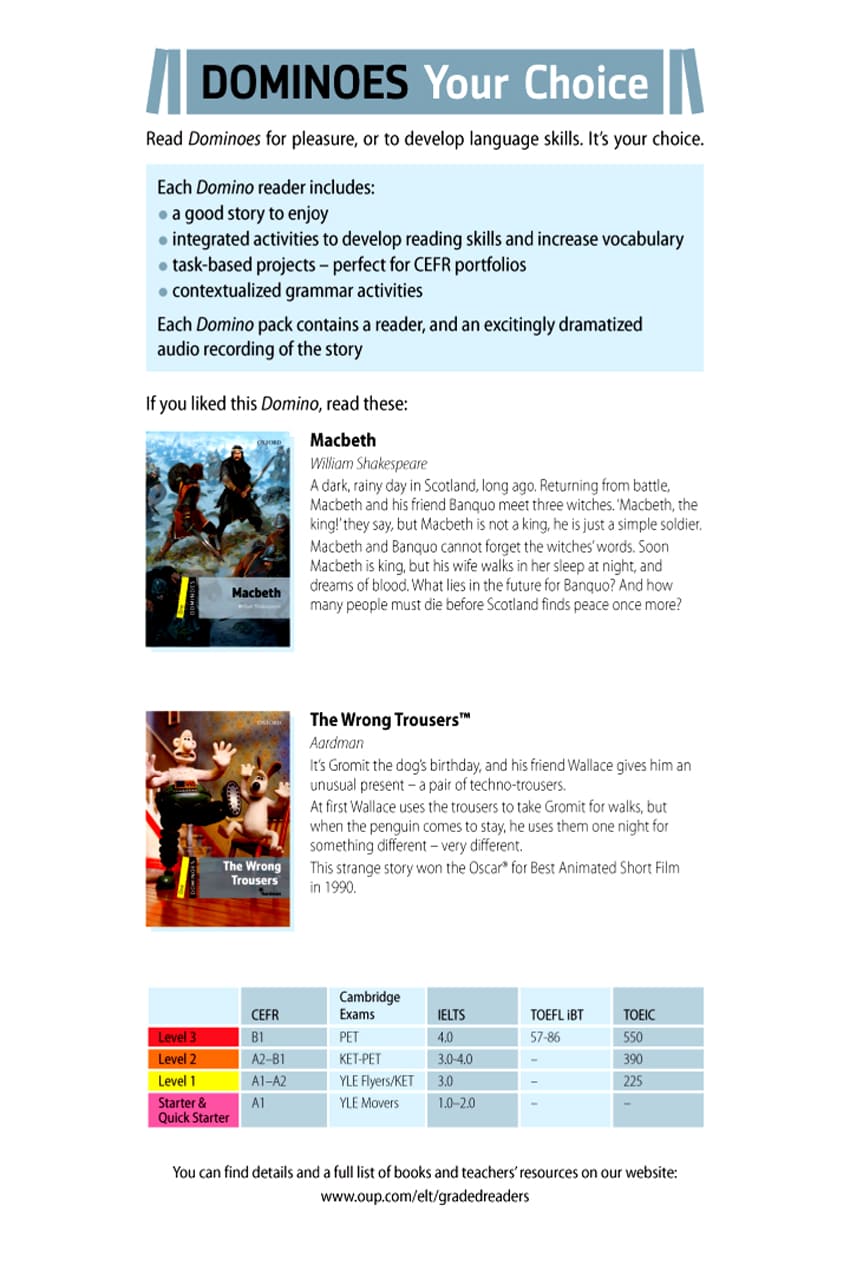 DOMINOES Your Choice
Read Dominoes for pleasure, or to develop language skills. It's your choice.
Each Domino reader includes:
• a good story to enjoy
• integrated activities to develop reading skills and increase vocabulary
• task-based projects – perfect for CEFR portfolios
• contextualized grammar activities
Each Domino pack contains a reader, and an excitingly dramatized
audio recording of the story
If you liked this Domino, read these:
OXFORD
Macbeth
William Shakespeare
One
DOMINOES
Macbeth
William Shakespeare
A dark, rainy day in Scotland, long ago. Returning from battle,
Macbeth and his friend Banquo meet three witches. 'Macbeth, the
king!' they say, but Macbeth is not a king, he is just a simple soldier.
Macbeth and Banquo cannot forget the witches' words. Soon
Macbeth is king, but his wife walks in her sleep at night, and
dreams of blood. What lies in the future for Banquo? And how
many people must die before Scotland finds peace once more?
OXFORD
The Wrong
Trousers
Aardman
One
DOMINOES
The Wrong Trousers™
Aardman
It's Gromit the dog's birthday, and his friend Wallace gives him an
unusual present – a pair of techno-trousers.
At first Wallace uses the trousers to take Gromit for walks, but
when the penguin comes to stay, he uses them one night for
something different – very different.
This strange story won the Oscar® for Best Animated Short Film
in 1990.
CEFR Cambridge Exams IELTS TOEFL iBT TOEIC
Level 3 B1 PET 4.0 57-86 550
Level 2 A2–B1 KET-PET 3.0-4.0 – 390
Level 1 A1–A2 YLE Flyers/KET 3.0 – 225
Starter & Quick Starter A1 YLE Movers 1.0–2.0 – –
You can find details and a full list of books and teachers' resources on our website:
www.oup.com/elt/gradedreaders